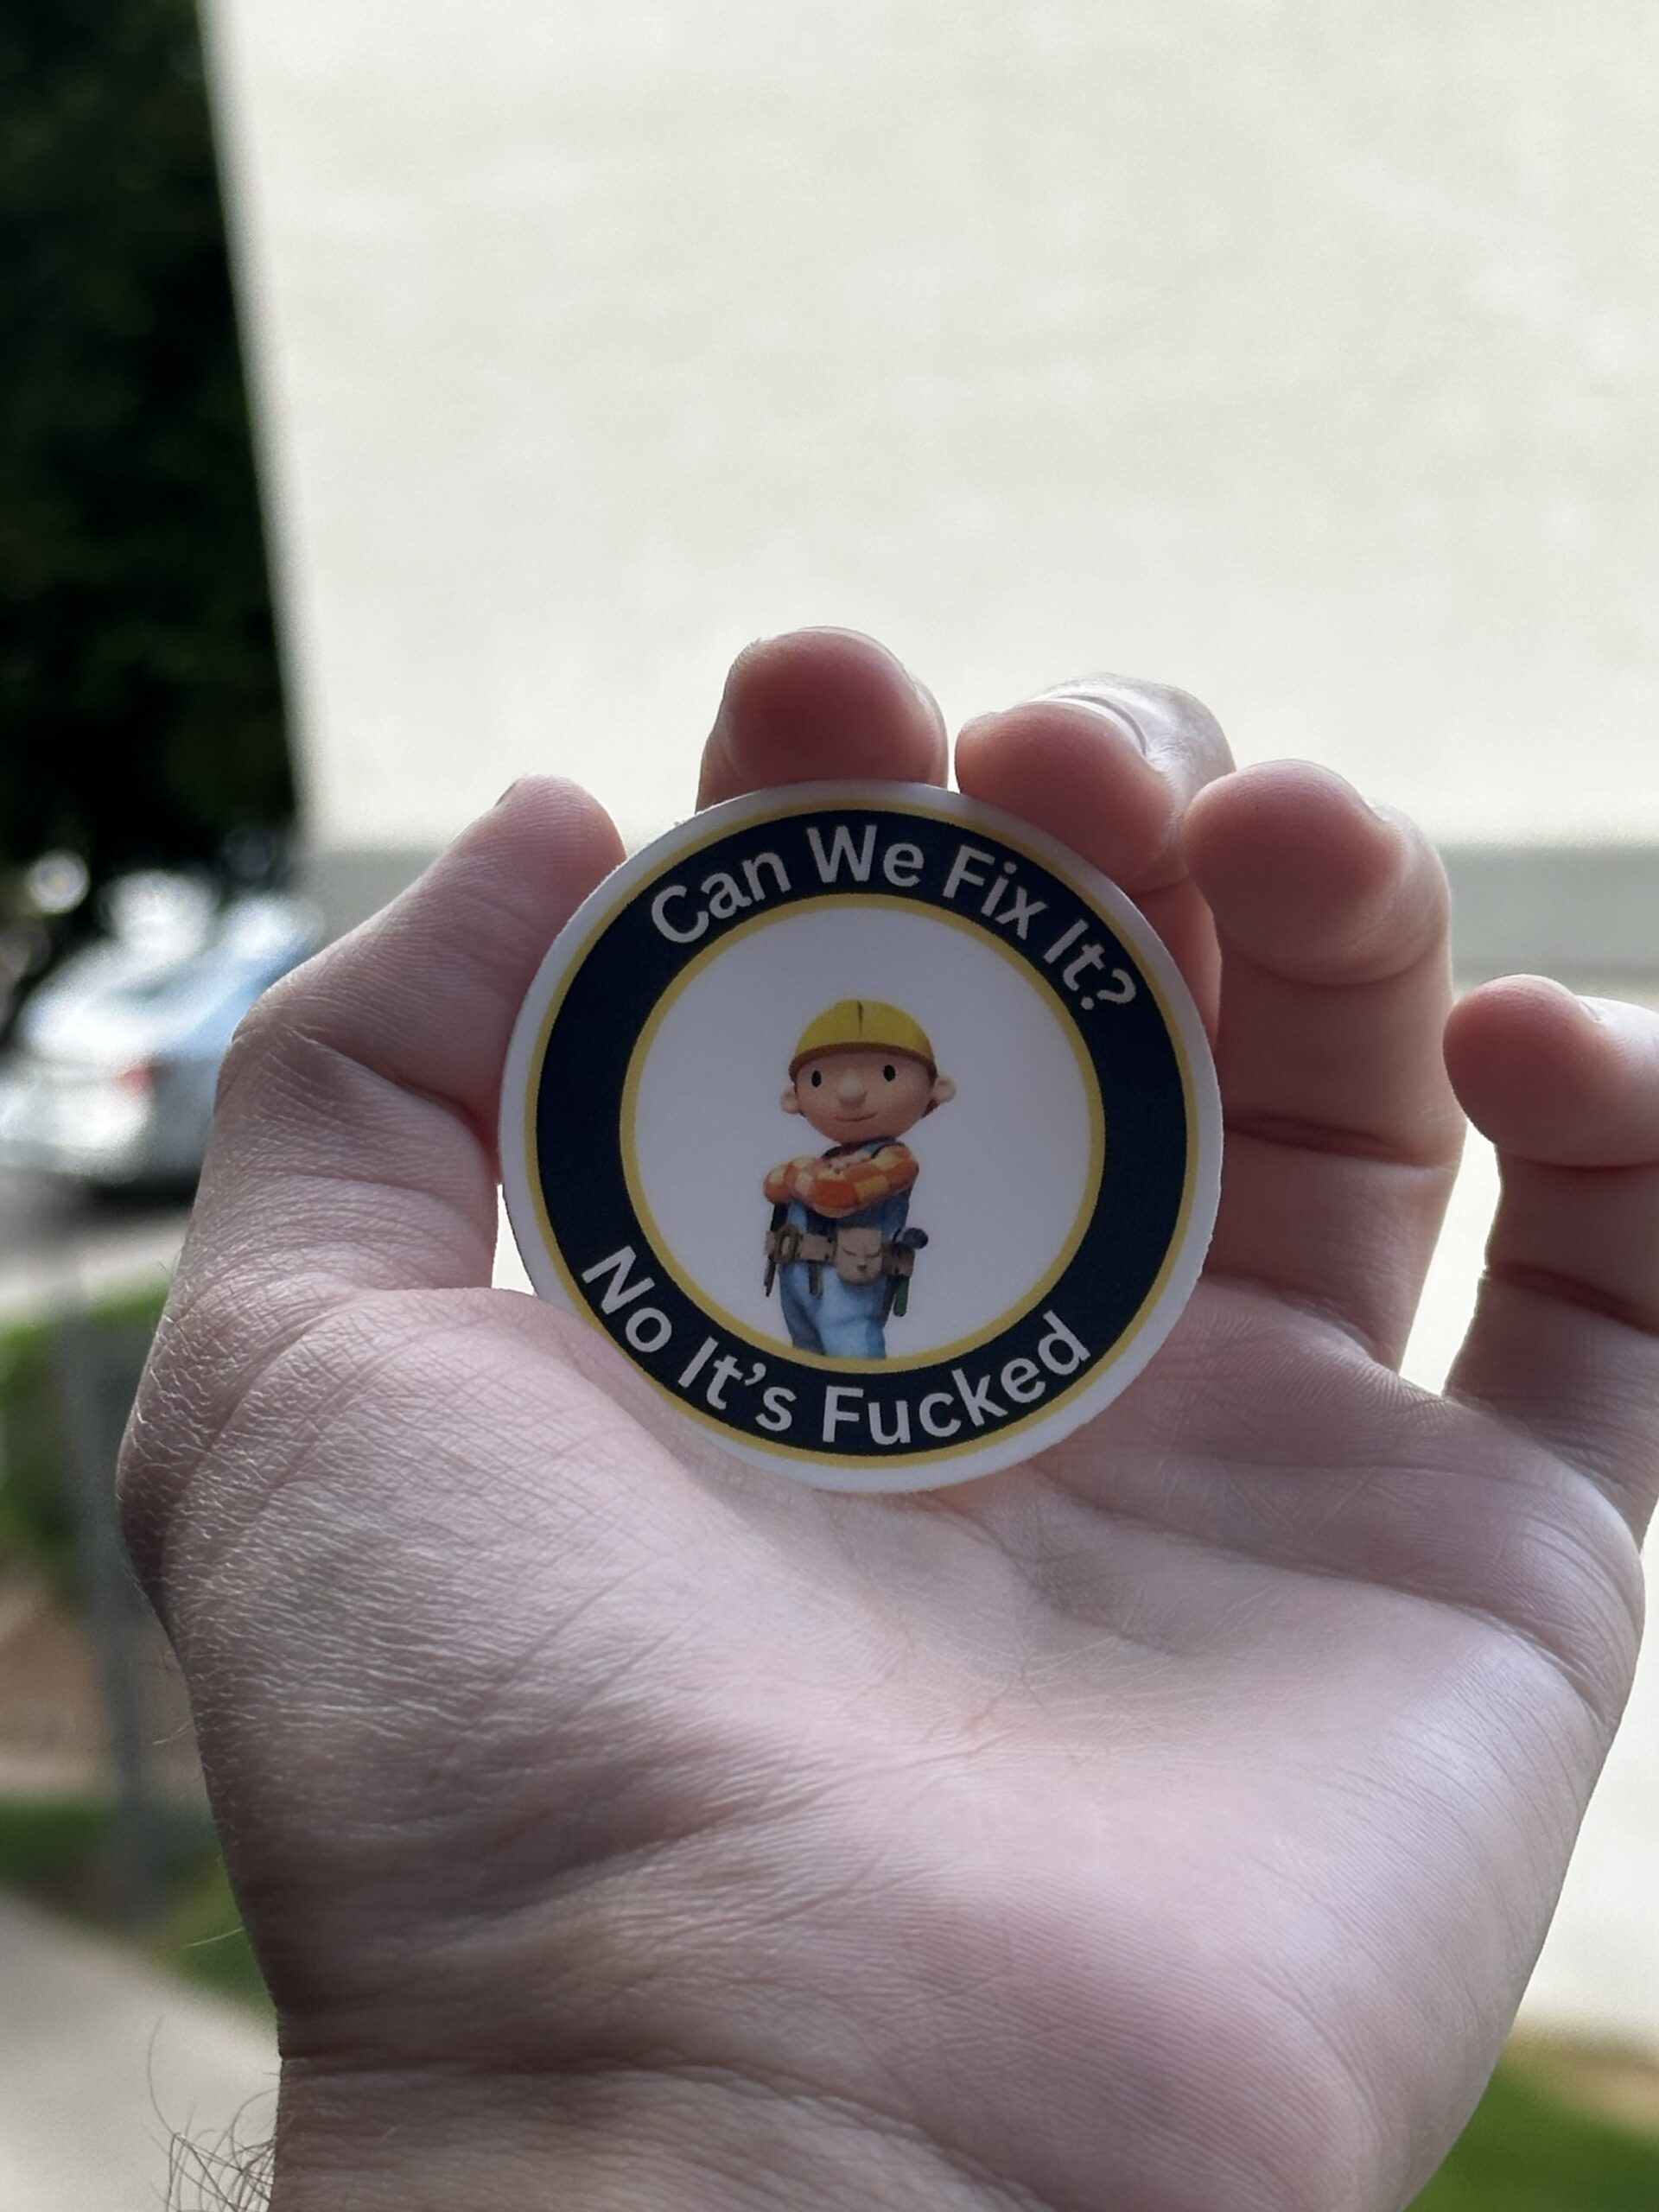 Can We Fix It?
No It's Fucked